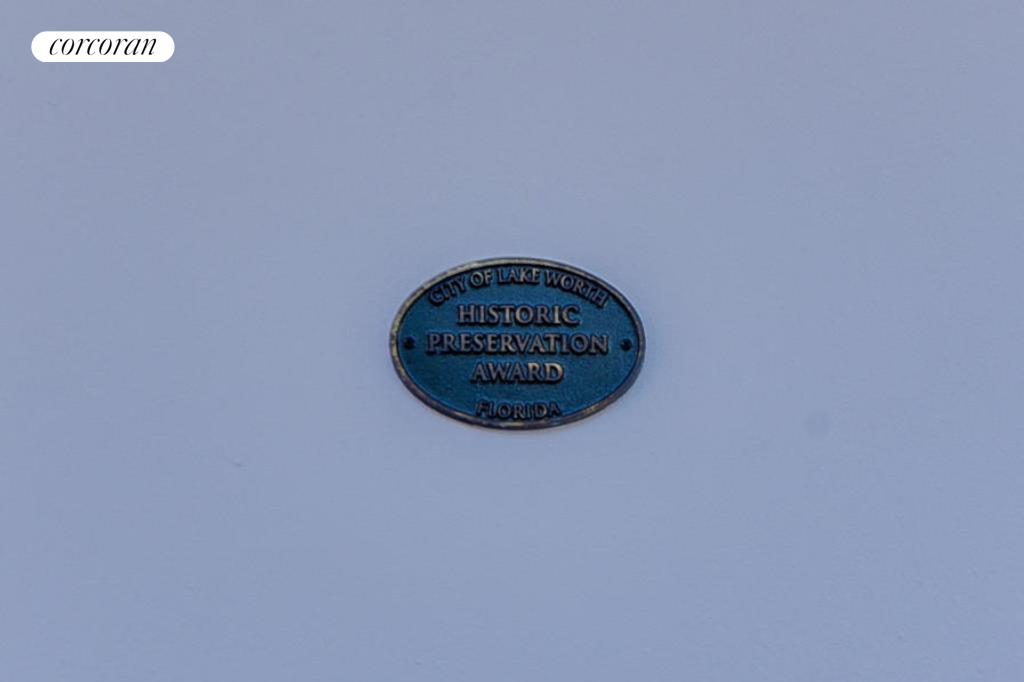 corcoran
CITY OF LAKE WORTH
HISTORIC
PRESERVATION
AWARD
FLORIDA